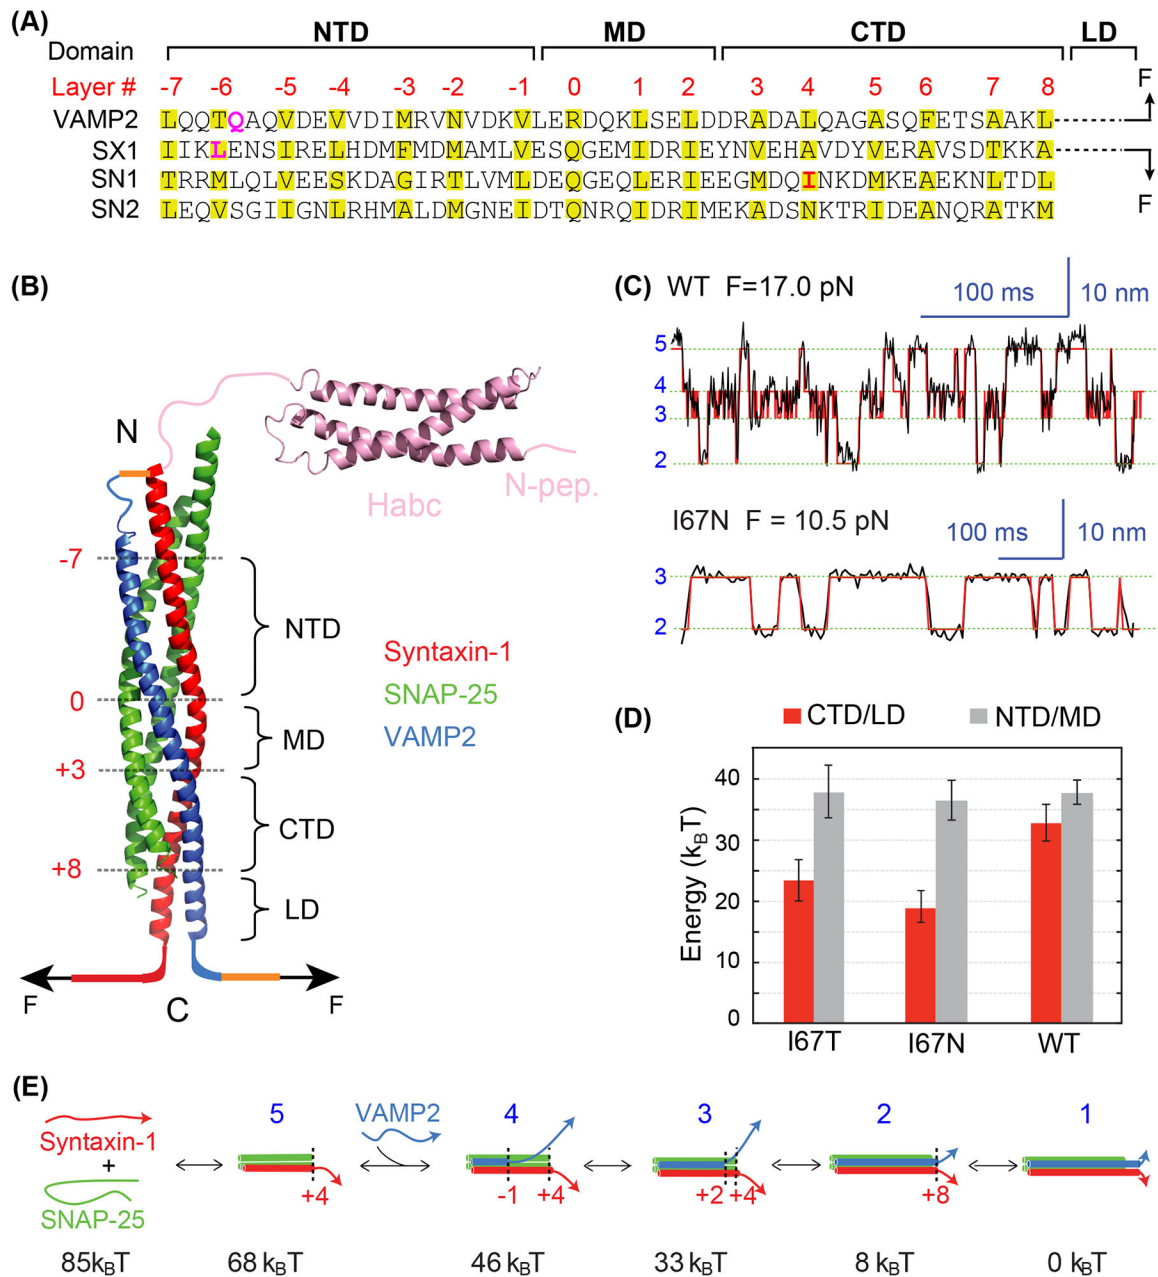 (A)
NTD MD CTD LD
Domain
Layer # -7 -6 -5 -4 -3 -2 -1 0 1 2 3 4 5 6 7 8 F
VAMP2 LQQTQAQVDEVVDIMRVNVDKVLERDQKLSELDDRADALQAGASQFETSAAKL
SX1 IIKLENSIRELHDMFMDMAMLVESQGEMIDRIEYNVEHAVDYVERAVSDTKKA
SN1 TRRMLQLVEESKDAGIRTLVMLDEQGEQLERIEEGMDQINKDMKEAEKNLTDL
SN2 LEQVSGIIGNLRHMALDMGNEIDTQNRQIDRIMEKADSNKTRIDEANQRATKM
F
(B)
N
Habc
N-pep.
-7
NTD
Syntaxin-1
0
SNAP-25
MD
VAMP2
+3
CTD
+8
LD
F
C
F
(C) WT F=17.0 pN 100 ms 10 nm
5
4
3
2
I67N F = 10.5 pN 100 ms 10 nm
3
2
(D) CTD/LD NTD/MD
Energy (kBT)
40
30
20
10
0
I67T I67N WT
(E)
Syntaxin-1
+
SNAP-25
5 VAMP2 4 3 2 1
+4 -1 +4 +2 +4 +8
85kBT 68 kBT 46 kBT 33 kBT 8 kBT 0 kBT